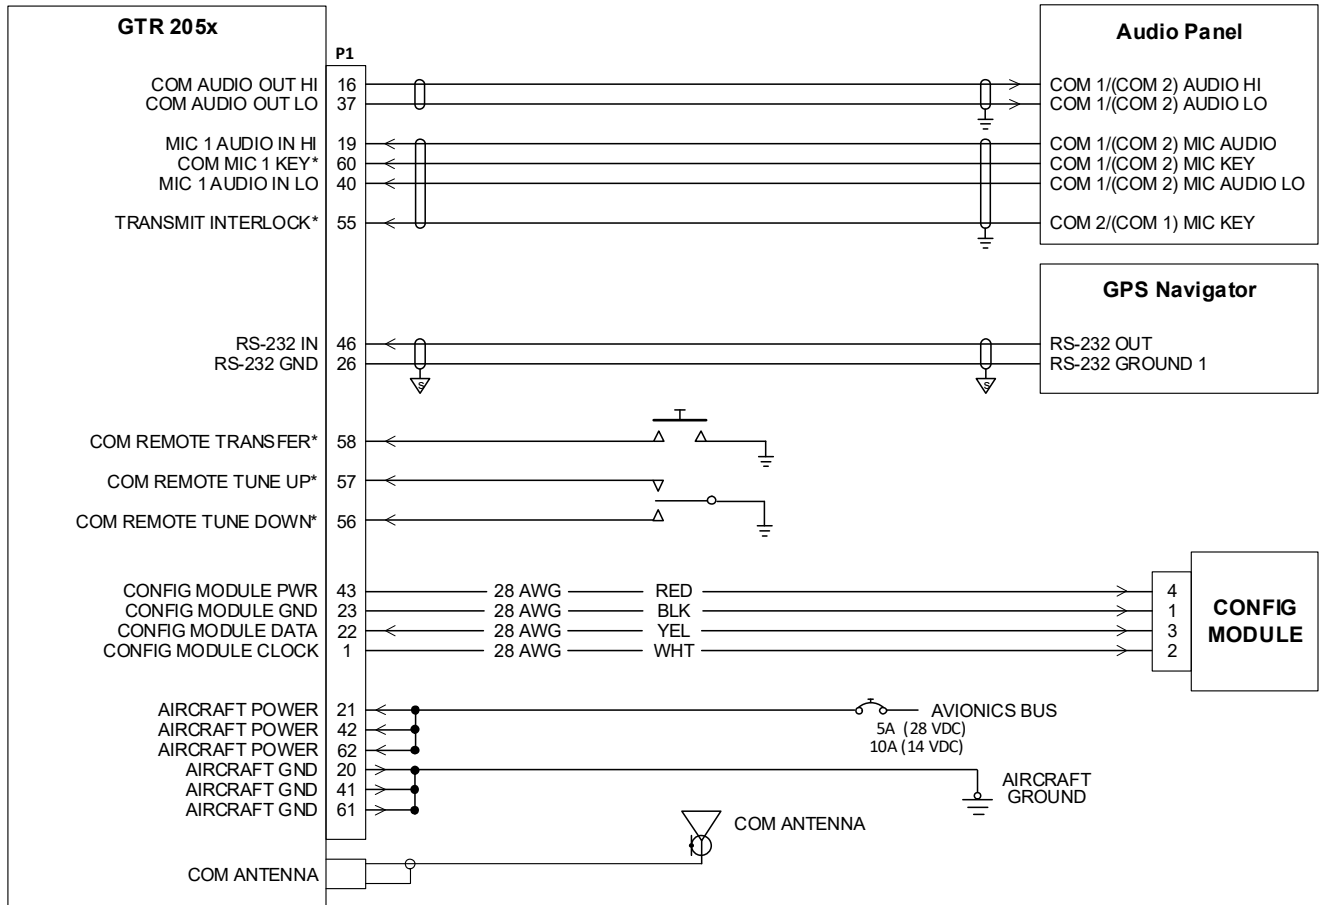 GTR 205x
P1
Audio Panel
COM AUDIO OUT HI 16 COM 1/(COM 2) AUDIO HI
COM AUDIO OUT LO 37 COM 1/(COM 2) AUDIO LO
MIC 1 AUDIO IN HI 19 COM 1/(COM 2) MIC AUDIO
COM MIC 1 KEY* 60 COM 1/(COM 2) MIC KEY
MIC 1 AUDIO IN LO 40 COM 1/(COM 2) MIC AUDIO LO
TRANSMIT INTERLOCK* 55 COM 2/(COM 1) MIC KEY
GPS Navigator
RS-232 IN 46 RS-232 OUT
RS-232 GND 26 RS-232 GROUND 1
S S
COM REMOTE TRANSFER* 58
COM REMOTE TUNE UP* 57
COM REMOTE TUNE DOWN* 56
CONFIG MODULE PWR 43 28 AWG RED 4
CONFIG MODULE GND 23 28 AWG BLK 1
CONFIG MODULE DATA 22 28 AWG YEL 3
CONFIG MODULE CLOCK 1 28 AWG WHT 2
CONFIG
MODULE
AIRCRAFT POWER 21 AVIONICS BUS
5A (28 VDC)
AIRCRAFT POWER 42
10A (14 VDC)
AIRCRAFT POWER 62
AIRCRAFT GND 20
AIRCRAFT GND 41
AIRCRAFT GND 61
AIRCRAFT
GROUND
COM ANTENNA
COM ANTENNA